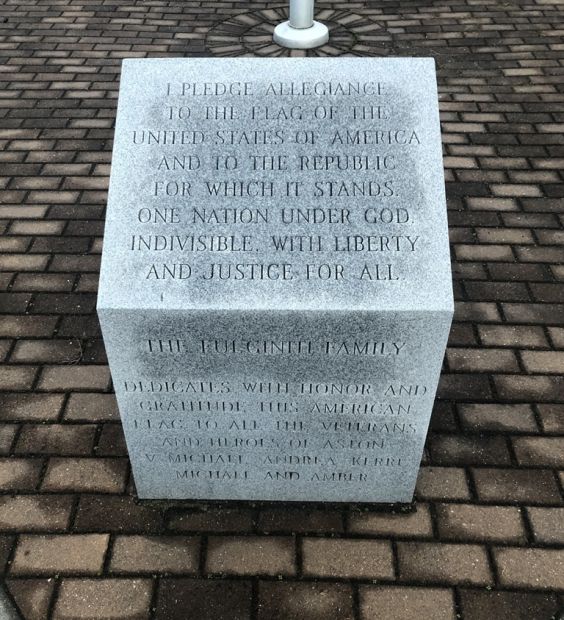 I PLEDGE ALLEGIANCE
TO THE FLAG OF THE
UNITED STATES OF AMERICA
AND TO THE REPUBLIC
FOR WHICH IT STANDS.
ONE NATION UNDER GOD.
INDIVISIBLE. WITH LIBERTY
AND JUSTICE FOR ALL.
THE FULGINITI FAMILY
DEDICATES WITH HONOR AND
GRATITUDE THIS AMERICAN
FLAG TO ALL THE VETERANS
AND HEROES OF ASTON
V. MICHAEL ANDREA KERRI
MICHAEL AND AMBER